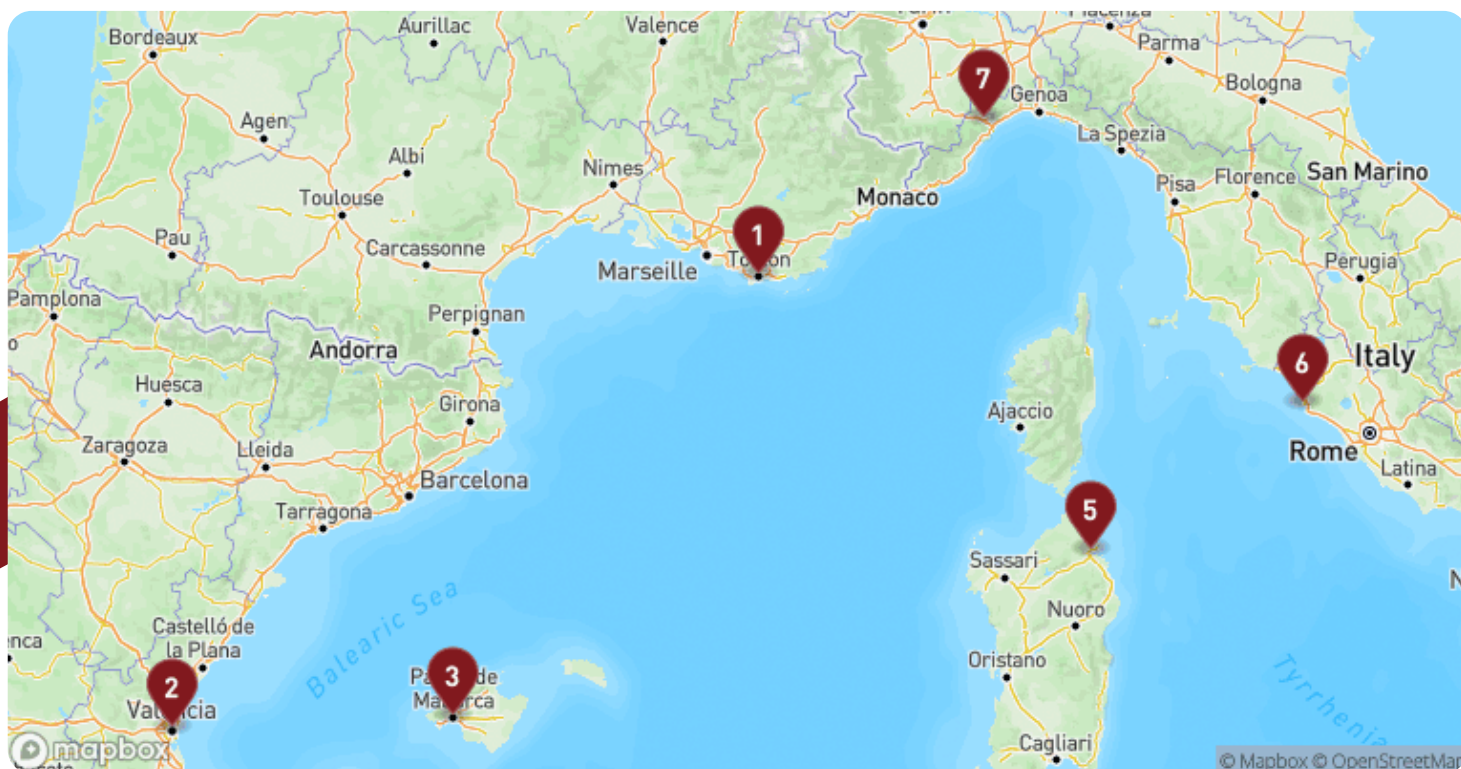 Bordeaux
Aurillac
Valence
Piacenza
Parma
7
Genoa
Bologna
Agen
Albi
Nimes
La Spezia
Toulouse
Monaco
Pisa
Florence
San Marino
Pau
Carcassonne
1
Marseille
Perugia
Pamplona
Perpignan
Andorra
6
Italy
Huesca
Girona
Ajaccio
Zaragoza
Lleida
Barcelona
Rome
Latina
Tarragona
5
Sassari
Balearic Sea
Nuoro
Castelló de
la Plana
Oristano
2
3
Tyrrhenia
Cagliari
mapbox
© Mapbox © OpenStreetMap